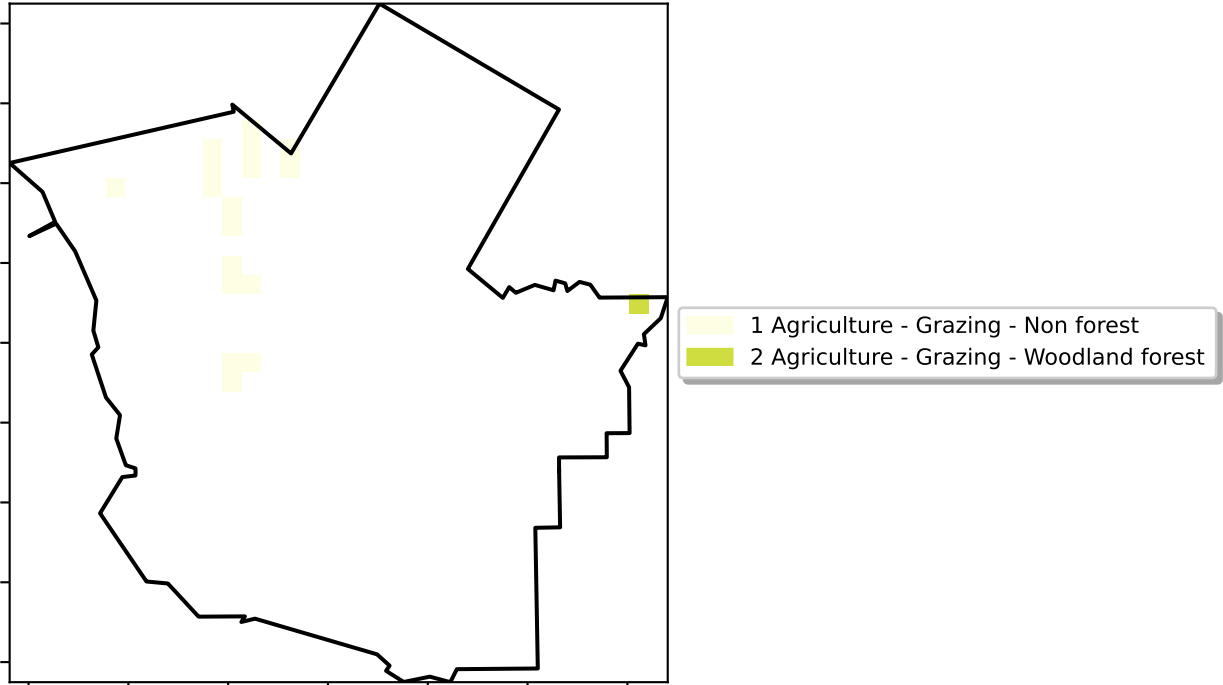 1 Agriculture - Grazing - Non forest
2 Agriculture - Grazing - Woodland forest